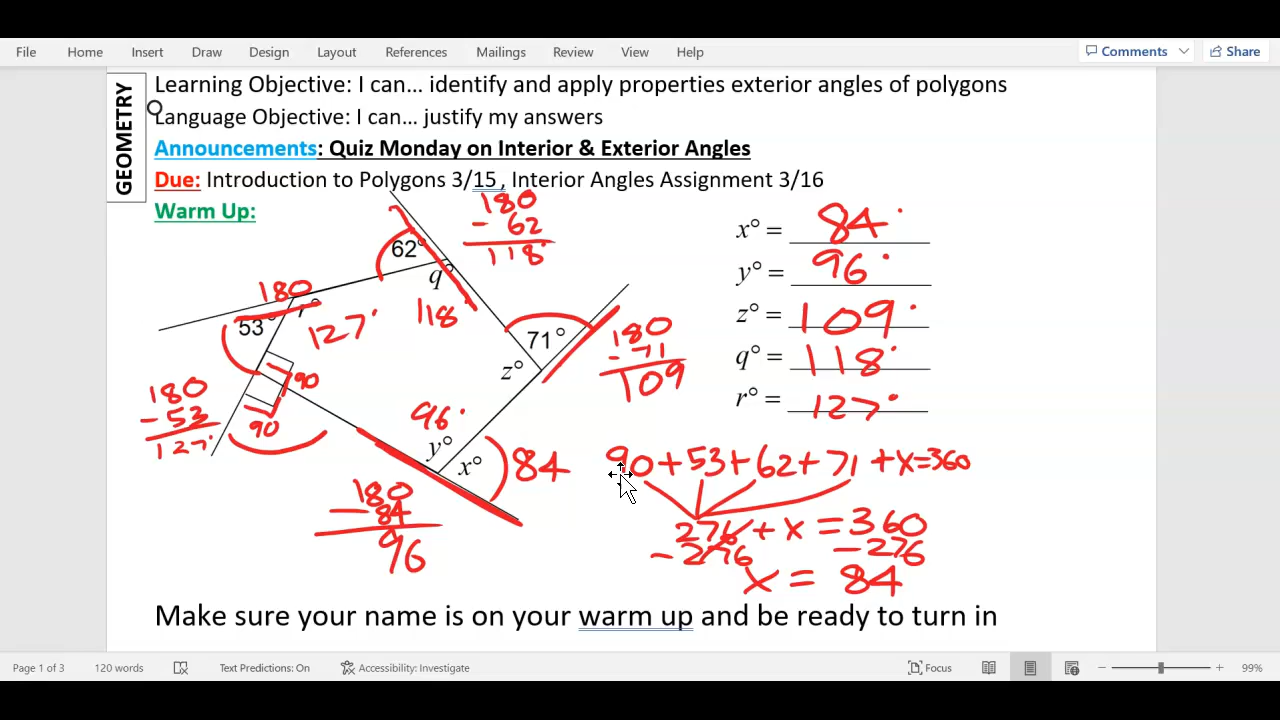 File Home Insert Draw Design Layout References Mailings Review View Help Comments Share
GEOMETRY
Learning Objective: I can… identify and apply properties exterior angles of polygons
Language Objective: I can… justify my answers
Announcements: Quiz Monday on Interior & Exterior Angles
Due: Introduction to Polygons 3/15 , Interior Angles Assignment 3/16
Warm Up:
180
- 62
118°
62°
q°
118
180
53°
r°
127°
180
- 53
127°
90
90
71°
z°
180
- 71
109
96°
y°
x°
84
180
- 84
96
x° = 84°
y° = 96°
z° = 109°
q° = 118°
r° = 127°
90+53+62+71+x=360
276+x=360
-276 -276
x = 84
Make sure your name is on your warm up and be ready to turn in
Page 1 of 3 120 words Text Predictions: On Accessibility: Investigate Focus 99%